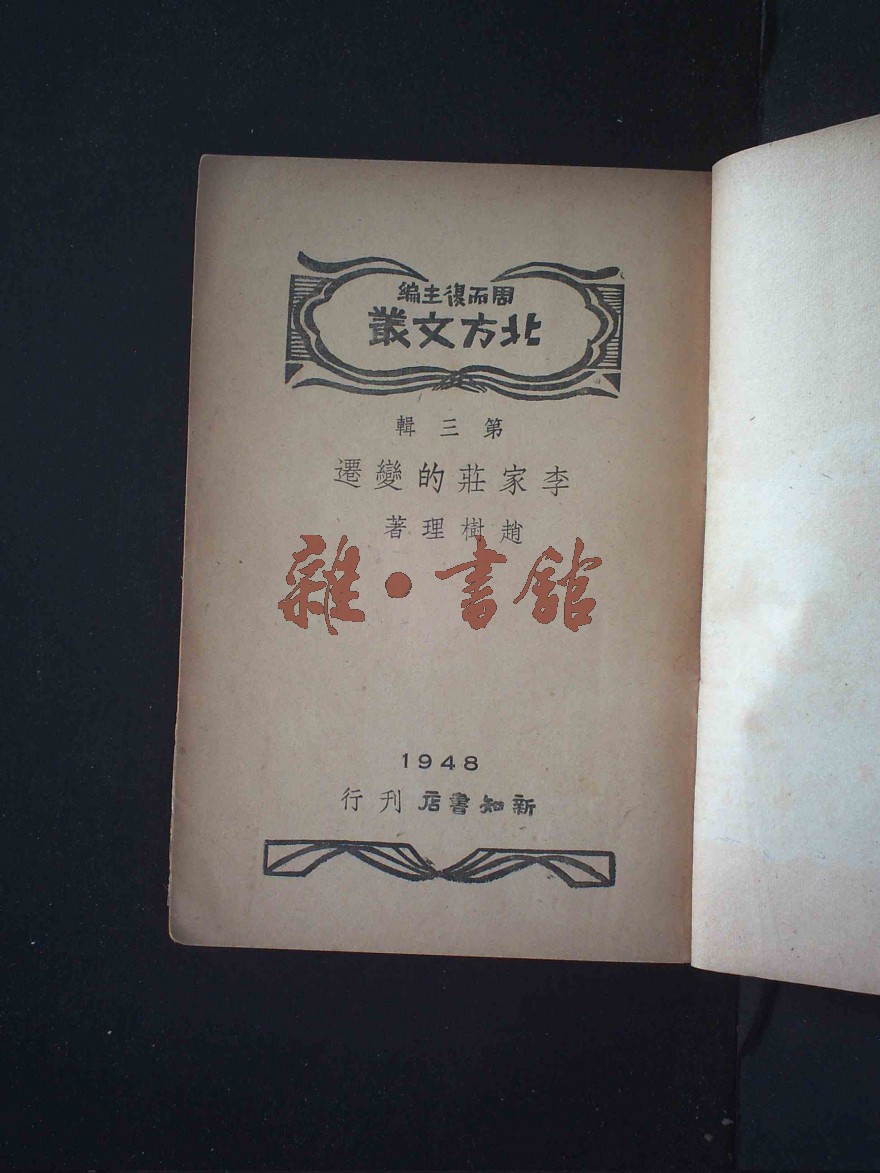 周而復主編
北方文叢
第三輯
李家莊的變遷
趙樹理著
雜·書館
1948
新知書店刊行